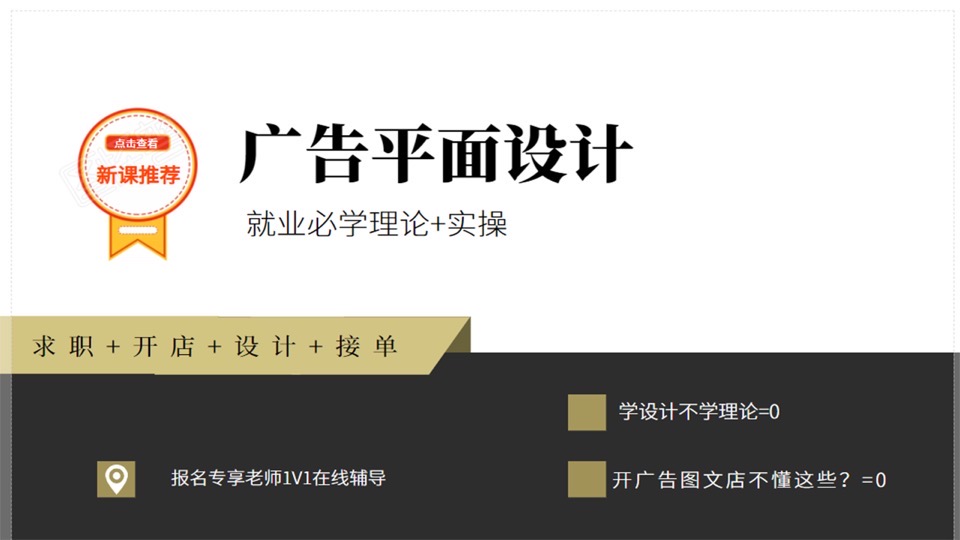 点击查看
新课推荐
广告平面设计
就业必学理论+实操
求职+开店+设计+接单
学设计不学理论=0
报名专享老师1V1在线辅导
开广告图文店不懂这些？=0